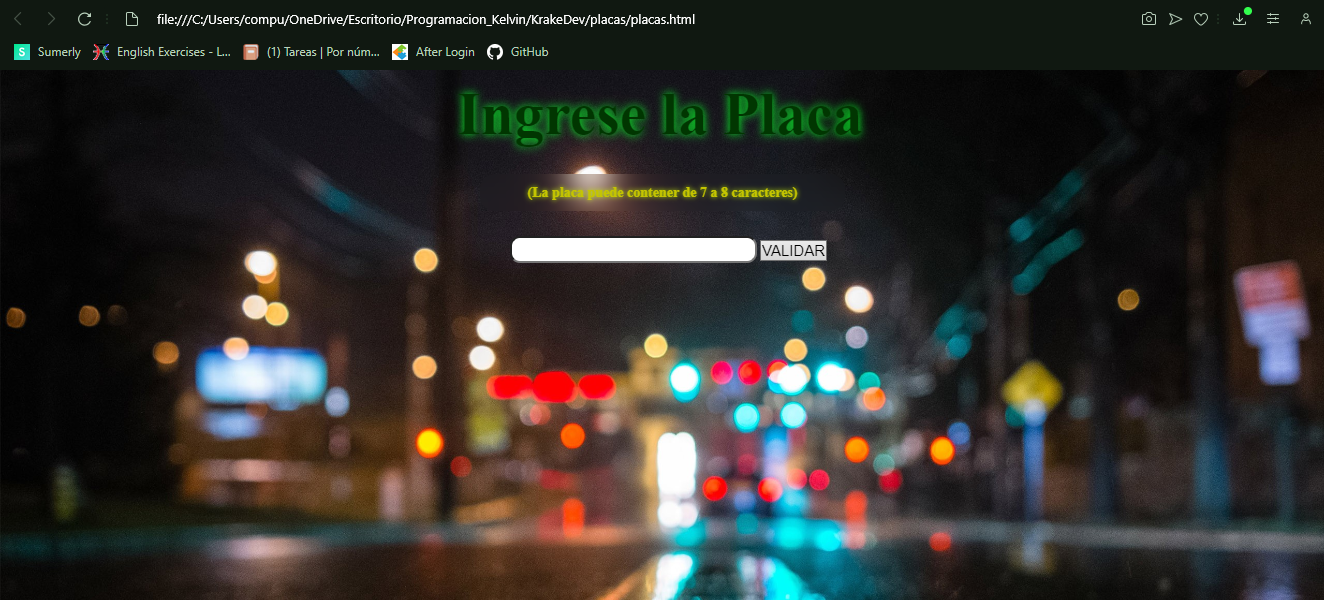 file:///C:/Users/compu/OneDrive/Escritorio/Programacion_Kelvin/KrakeDev/placas/placas.html
S Sumerly English Exercises - L... (1) Tareas | Por núm... After Login GitHub
Ingrese la Placa
(La placa puede contener de 7 a 8 caracteres)
VALIDAR